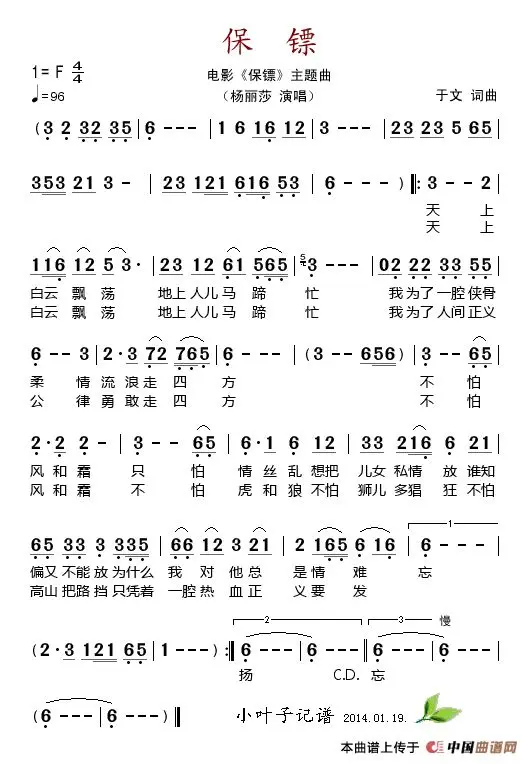 保 镖
1= F 4/4
♩=96
电影《保镖》主题曲
（杨丽莎 演唱）
于文 词曲
( 3 2 32 35 | 6 - - - | 1 6 16 12 | 3 - - - | 23 23 5 65 |
353 21 3 - | 23 121 616 53 | 6 - - - ) ‖: 3 - - 2 |
天 上
天 上
116 12 5 3· | 23 12 61 565 | 5 3 - - - | 02 22 33 55 |
白云 飘 荡 地上 人儿 马 蹄 忙 我 为了 一腔 侠骨
白云 飘 荡 地上 人儿 马 蹄 忙 我 为了 人间 正义
6 - - 3 | 2·3 72 765 | 6 - - - | (3 - - 656) | 3 - - 65 |
柔 情 流 浪 走 四 方 不 怕
公 律 勇 敢 走 四 方 不 怕
2·2 2 - | 3 - - 65 | 6·1 6 12 | 33 216 6 21 |
风 和 霜 只 怕 情 丝 乱 想把 儿女 私情 放 谁知
风 和 霜 不 怕 虎 和 狼 不怕 狮儿 多猖 狂 不怕
65 33 3 335 | 66 12 3 21 | 2 165 6 16 | 1 6 - - - |
偏又 不能 放 为什么 我 对 他 总 是 情 难 忘
高山 把路 挡 只凭着 一腔 热 血 正 义 要 发
(2·3 121 65 | 1 - - -) :‖ 2 6 - - - | 6 - - - ‖ 3 6 - - - | 慢 6 - - - |
扬 C.D. 忘
(6 - - - | 6 - - -) ‖
小叶子记谱 2014.01.19.
本曲谱上传于 中国曲谱网